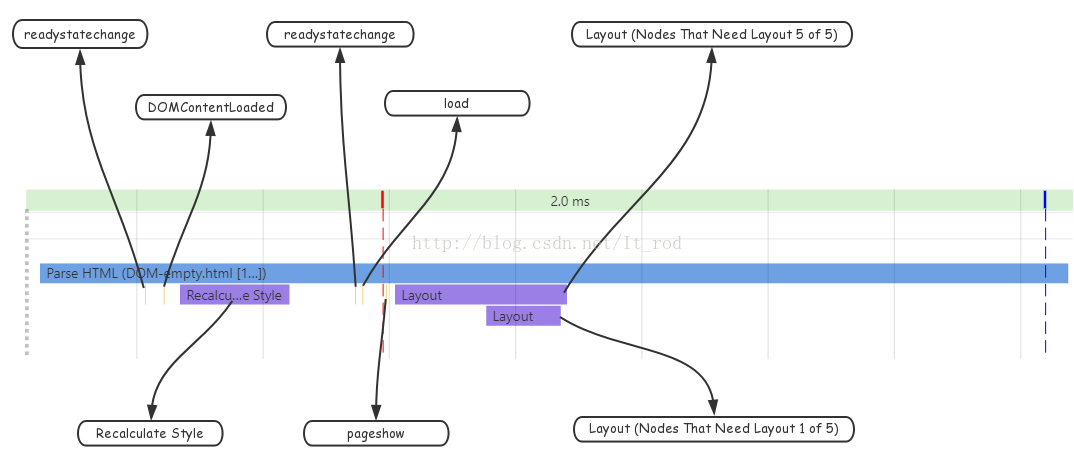 readystatechange
readystatechange
Layout (Nodes That Need Layout 5 of 5)
DOMContentLoaded
load
2.0 ms
http://blog.csdn.net/It_rod
Parse HTML (DOM-empty.html [1...])
Recalcu...e Style
Layout
Layout
Recalculate Style
pageshow
Layout (Nodes That Need Layout 1 of 5)